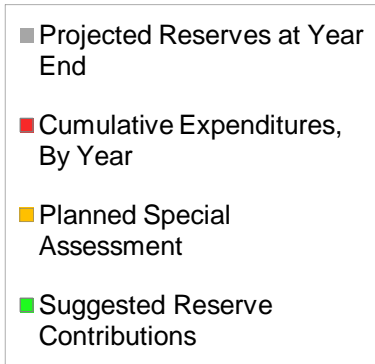 Projected Reserves at Year
End
Cumulative Expenditures,
By Year
Planned Special
Assessment
Suggested Reserve
Contributions